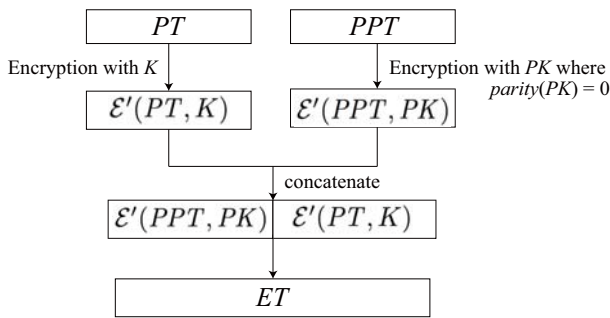 PT
PPT
Encryption with K
Encryption with PK where
parity(PK) = 0
ℰ′(PT, K)
ℰ′(PPT, PK)
concatenate
ℰ′(PPT, PK)
ℰ′(PT, K)
ET